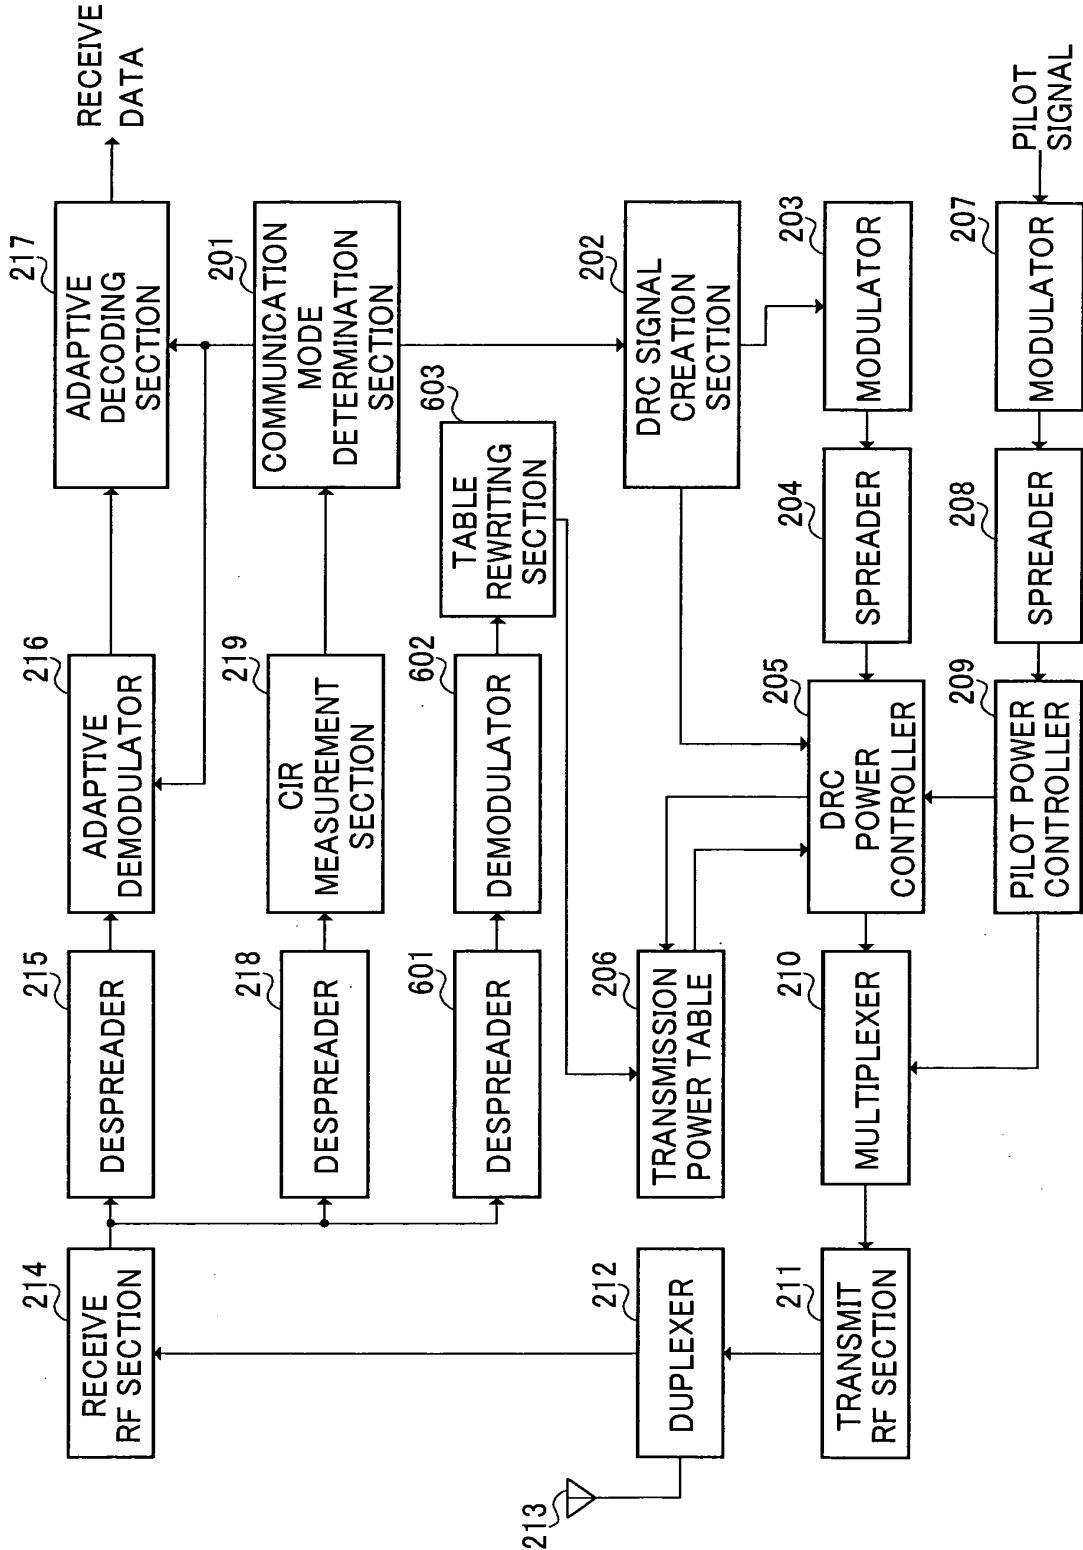 214
RECEIVE
RF SECTION
215
DESPREADER
216
ADAPTIVE
DEMODULATOR
217
ADAPTIVE
DECODING
SECTION
RECEIVE
DATA
218
DESPREADER
219
CIR
MEASUREMENT
SECTION
201
COMMUNICATION
MODE
DETERMINATION
SECTION
601
DESPREADER
602
DEMODULATOR
603
TABLE
REWRITING
SECTION
213
212
DUPLEXER
206
TRANSMISSION
POWER TABLE
202
DRC SIGNAL
CREATION
SECTION
211
TRANSMIT
RF SECTION
210
MULTIPLEXER
205
DRC
POWER
CONTROLLER
204
SPREADER
203
MODULATOR
209
PILOT POWER
CONTROLLER
208
SPREADER
207
MODULATOR
PILOT
SIGNAL